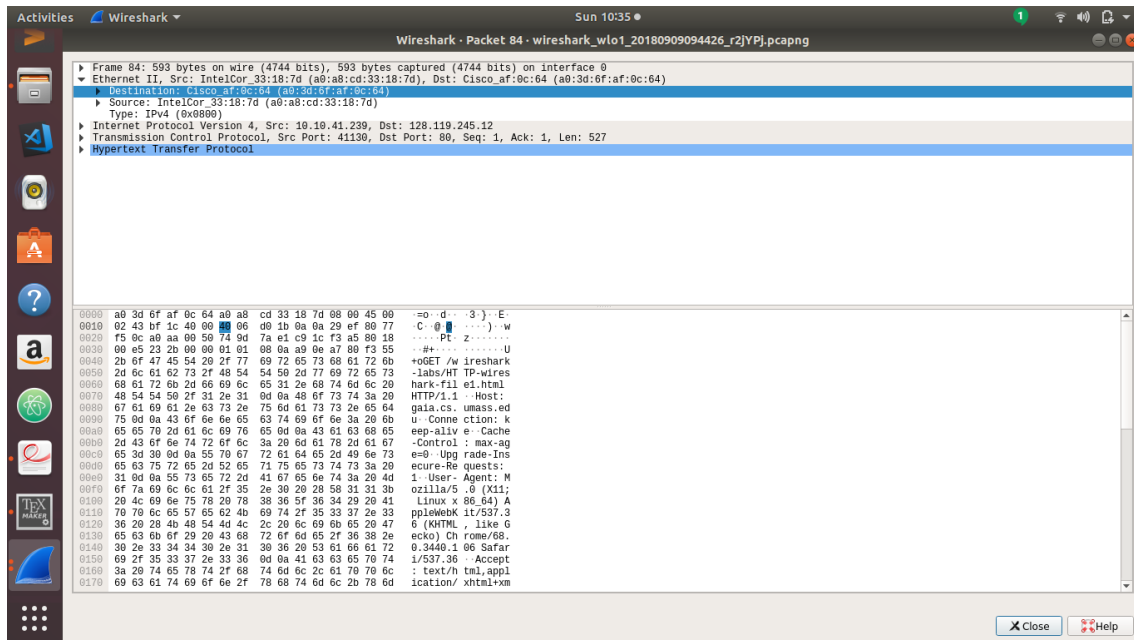 Activities Wireshark ▾ Sun 10:35 ● 1
Wireshark · Packet 84 · wireshark_wlo1_20180909094426_r2jYPj.pcapng
Frame 84: 593 bytes on wire (4744 bits), 593 bytes captured (4744 bits) on interface 0
Ethernet II, Src: IntelCor_33:18:7d (a0:a8:cd:33:18:7d), Dst: Cisco_af:0c:64 (a0:3d:6f:af:0c:64)
Destination: Cisco_af:0c:64 (a0:3d:6f:af:0c:64)
Source: IntelCor_33:18:7d (a0:a8:cd:33:18:7d)
Type: IPv4 (0x0800)
Internet Protocol Version 4, Src: 10.10.41.239, Dst: 128.119.245.12
Transmission Control Protocol, Src Port: 41130, Dst Port: 80, Seq: 1, Ack: 1, Len: 527
Hypertext Transfer Protocol
0000 a0 3d 6f af 0c 64 a0 a8 cd 33 18 7d 08 00 45 00 ·=o··d·· ·3·}··E·
0010 02 43 bf 1c 40 00 40 06 d0 1b 0a 0a 29 ef 80 77 ·C··@·@· ····)··w
0020 f5 0c a0 aa 00 50 74 9d 7a e1 c9 1c f3 a5 80 18 ·····Pt· z·······
0030 00 e5 23 2b 00 00 01 01 08 0a a9 0e a7 80 f3 55 ··#+···· ·······U
0040 2b 6f 47 45 54 20 2f 77 69 72 65 73 68 61 72 6b +oGET /w ireshark
0050 2d 6c 61 62 73 2f 48 54 54 50 2d 77 69 72 65 73 -labs/HT TP-wires
0060 68 61 72 6b 2d 66 69 6c 65 31 2e 68 74 6d 6c 20 hark-fil e1.html
0070 48 54 54 50 2f 31 2e 31 0d 0a 48 6f 73 74 3a 20 HTTP/1.1 ··Host:
0080 67 61 69 61 2e 63 73 2e 75 6d 61 73 73 2e 65 64 gaia.cs. umass.ed
0090 75 0d 0a 43 6f 6e 6e 65 63 74 69 6f 6e 3a 20 6b u··Conne ction: k
00a0 65 65 70 2d 61 6c 69 76 65 0d 0a 43 61 63 68 65 eep-aliv e··Cache
00b0 2d 43 6f 6e 74 72 6f 6c 3a 20 6d 61 78 2d 61 67 -Control : max-ag
00c0 65 3d 30 0d 0a 55 70 67 72 61 64 65 2d 49 6e 73 e=0··Upg rade-Ins
00d0 65 63 75 72 65 2d 52 65 71 75 65 73 74 73 3a 20 ecure-Re quests:
00e0 31 0d 0a 55 73 65 72 2d 41 67 65 6e 74 3a 20 4d 1··User- Agent: M
00f0 6f 7a 69 6c 6c 61 2f 35 2e 30 20 28 58 31 31 3b ozilla/5 .0 (X11;
0100 20 4c 69 6e 75 78 20 78 38 36 5f 36 34 29 20 41  Linux x 86_64) A
0110 70 70 6c 65 57 65 62 4b 69 74 2f 35 33 37 2e 33 ppleWebK it/537.3
0120 36 20 28 4b 48 54 4d 4c 2c 20 6c 69 6b 65 20 47 6 (KHTML , like G
0130 65 63 6b 6f 29 20 43 68 72 6f 6d 65 2f 36 38 2e ecko) Ch rome/68.
0140 30 2e 33 34 34 30 2e 31 30 36 20 53 61 66 61 72 0.3440.1 06 Safar
0150 69 2f 35 33 37 2e 33 36 0d 0a 41 63 63 65 70 74 i/537.36 ··Accept
0160 3a 20 74 65 78 74 2f 68 74 6d 6c 2c 61 70 70 6c : text/h tml,appl
0170 69 63 61 74 69 6f 6e 2f 78 68 74 6d 6c 2b 78 6d ication/ xhtml+xm
TEX
MAKER
Close Help